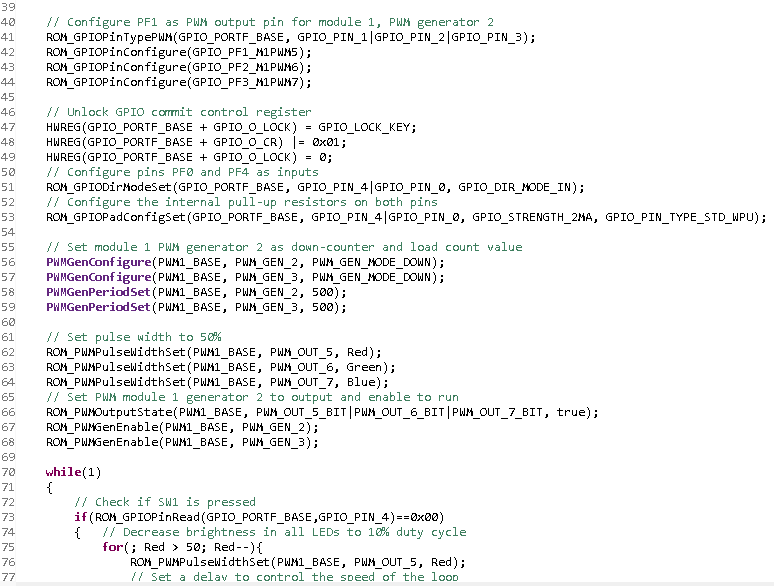 39
40 // Configure PF1 as PWM output pin for module 1, PWM generator 2
41 ROM_GPIOPinTypePWM(GPIO_PORTF_BASE, GPIO_PIN_1|GPIO_PIN_2|GPIO_PIN_3);
42 ROM_GPIOPinConfigure(GPIO_PF1_M1PWM5);
43 ROM_GPIOPinConfigure(GPIO_PF2_M1PWM6);
44 ROM_GPIOPinConfigure(GPIO_PF3_M1PWM7);
45
46 // Unlock GPIO commit control register
47 HWREG(GPIO_PORTF_BASE + GPIO_O_LOCK) = GPIO_LOCK_KEY;
48 HWREG(GPIO_PORTF_BASE + GPIO_O_CR) |= 0x01;
49 HWREG(GPIO_PORTF_BASE + GPIO_O_LOCK) = 0;
50 // Configure pins PF0 and PF4 as inputs
51 ROM_GPIODirModeSet(GPIO_PORTF_BASE, GPIO_PIN_4|GPIO_PIN_0, GPIO_DIR_MODE_IN);
52 // Configure the internal pull-up resistors on both pins
53 ROM_GPIOPadConfigSet(GPIO_PORTF_BASE, GPIO_PIN_4|GPIO_PIN_0, GPIO_STRENGTH_2MA, GPIO_PIN_TYPE_STD_WPU);
54
55 // Set module 1 PWM generator 2 as down-counter and load count value
56 PWMGenConfigure(PWM1_BASE, PWM_GEN_2, PWM_GEN_MODE_DOWN);
57 PWMGenConfigure(PWM1_BASE, PWM_GEN_3, PWM_GEN_MODE_DOWN);
58 PWMGenPeriodSet(PWM1_BASE, PWM_GEN_2, 500);
59 PWMGenPeriodSet(PWM1_BASE, PWM_GEN_3, 500);
60
61 // Set pulse width to 50%
62 ROM_PWMPulseWidthSet(PWM1_BASE, PWM_OUT_5, Red);
63 ROM_PWMPulseWidthSet(PWM1_BASE, PWM_OUT_6, Green);
64 ROM_PWMPulseWidthSet(PWM1_BASE, PWM_OUT_7, Blue);
65 // Set PWM module 1 generator 2 to output and enable to run
66 ROM_PWMOutputState(PWM1_BASE, PWM_OUT_5_BIT|PWM_OUT_6_BIT|PWM_OUT_7_BIT, true);
67 ROM_PWMGenEnable(PWM1_BASE, PWM_GEN_2);
68 ROM_PWMGenEnable(PWM1_BASE, PWM_GEN_3);
69
70 while(1)
71 {
72 // Check if SW1 is pressed
73 if(ROM_GPIOPinRead(GPIO_PORTF_BASE,GPIO_PIN_4)==0x00)
74 { // Decrease brightness in all LEDs to 10% duty cycle
75 for(; Red > 50; Red--){
76 ROM_PWMPulseWidthSet(PWM1_BASE, PWM_OUT_5, Red);
77 // Set a delay to control the speed of the loop